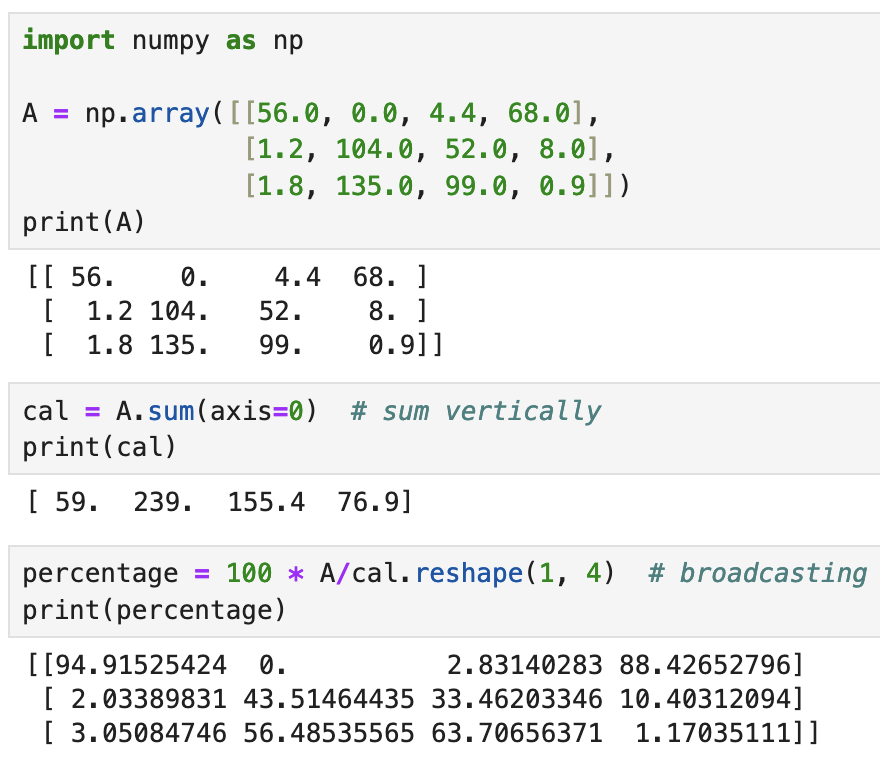 import numpy as np
A = np.array([[56.0, 0.0, 4.4, 68.0],
              [1.2, 104.0, 52.0, 8.0],
              [1.8, 135.0, 99.0, 0.9]])
print(A)
[[ 56.    0.    4.4  68. ]
 [  1.2 104.   52.    8. ]
 [  1.8 135.   99.    0.9]]
cal = A.sum(axis=0)  # sum vertically
print(cal)
[ 59.  239.  155.4  76.9]
percentage = 100 * A/cal.reshape(1, 4)  # broadcasting
print(percentage)
[[94.91525424  0.          2.83140283 88.42652796]
 [ 2.03389831 43.51464435 33.46203346 10.40312094]
 [ 3.05084746 56.48535565 63.70656371  1.17035111]]